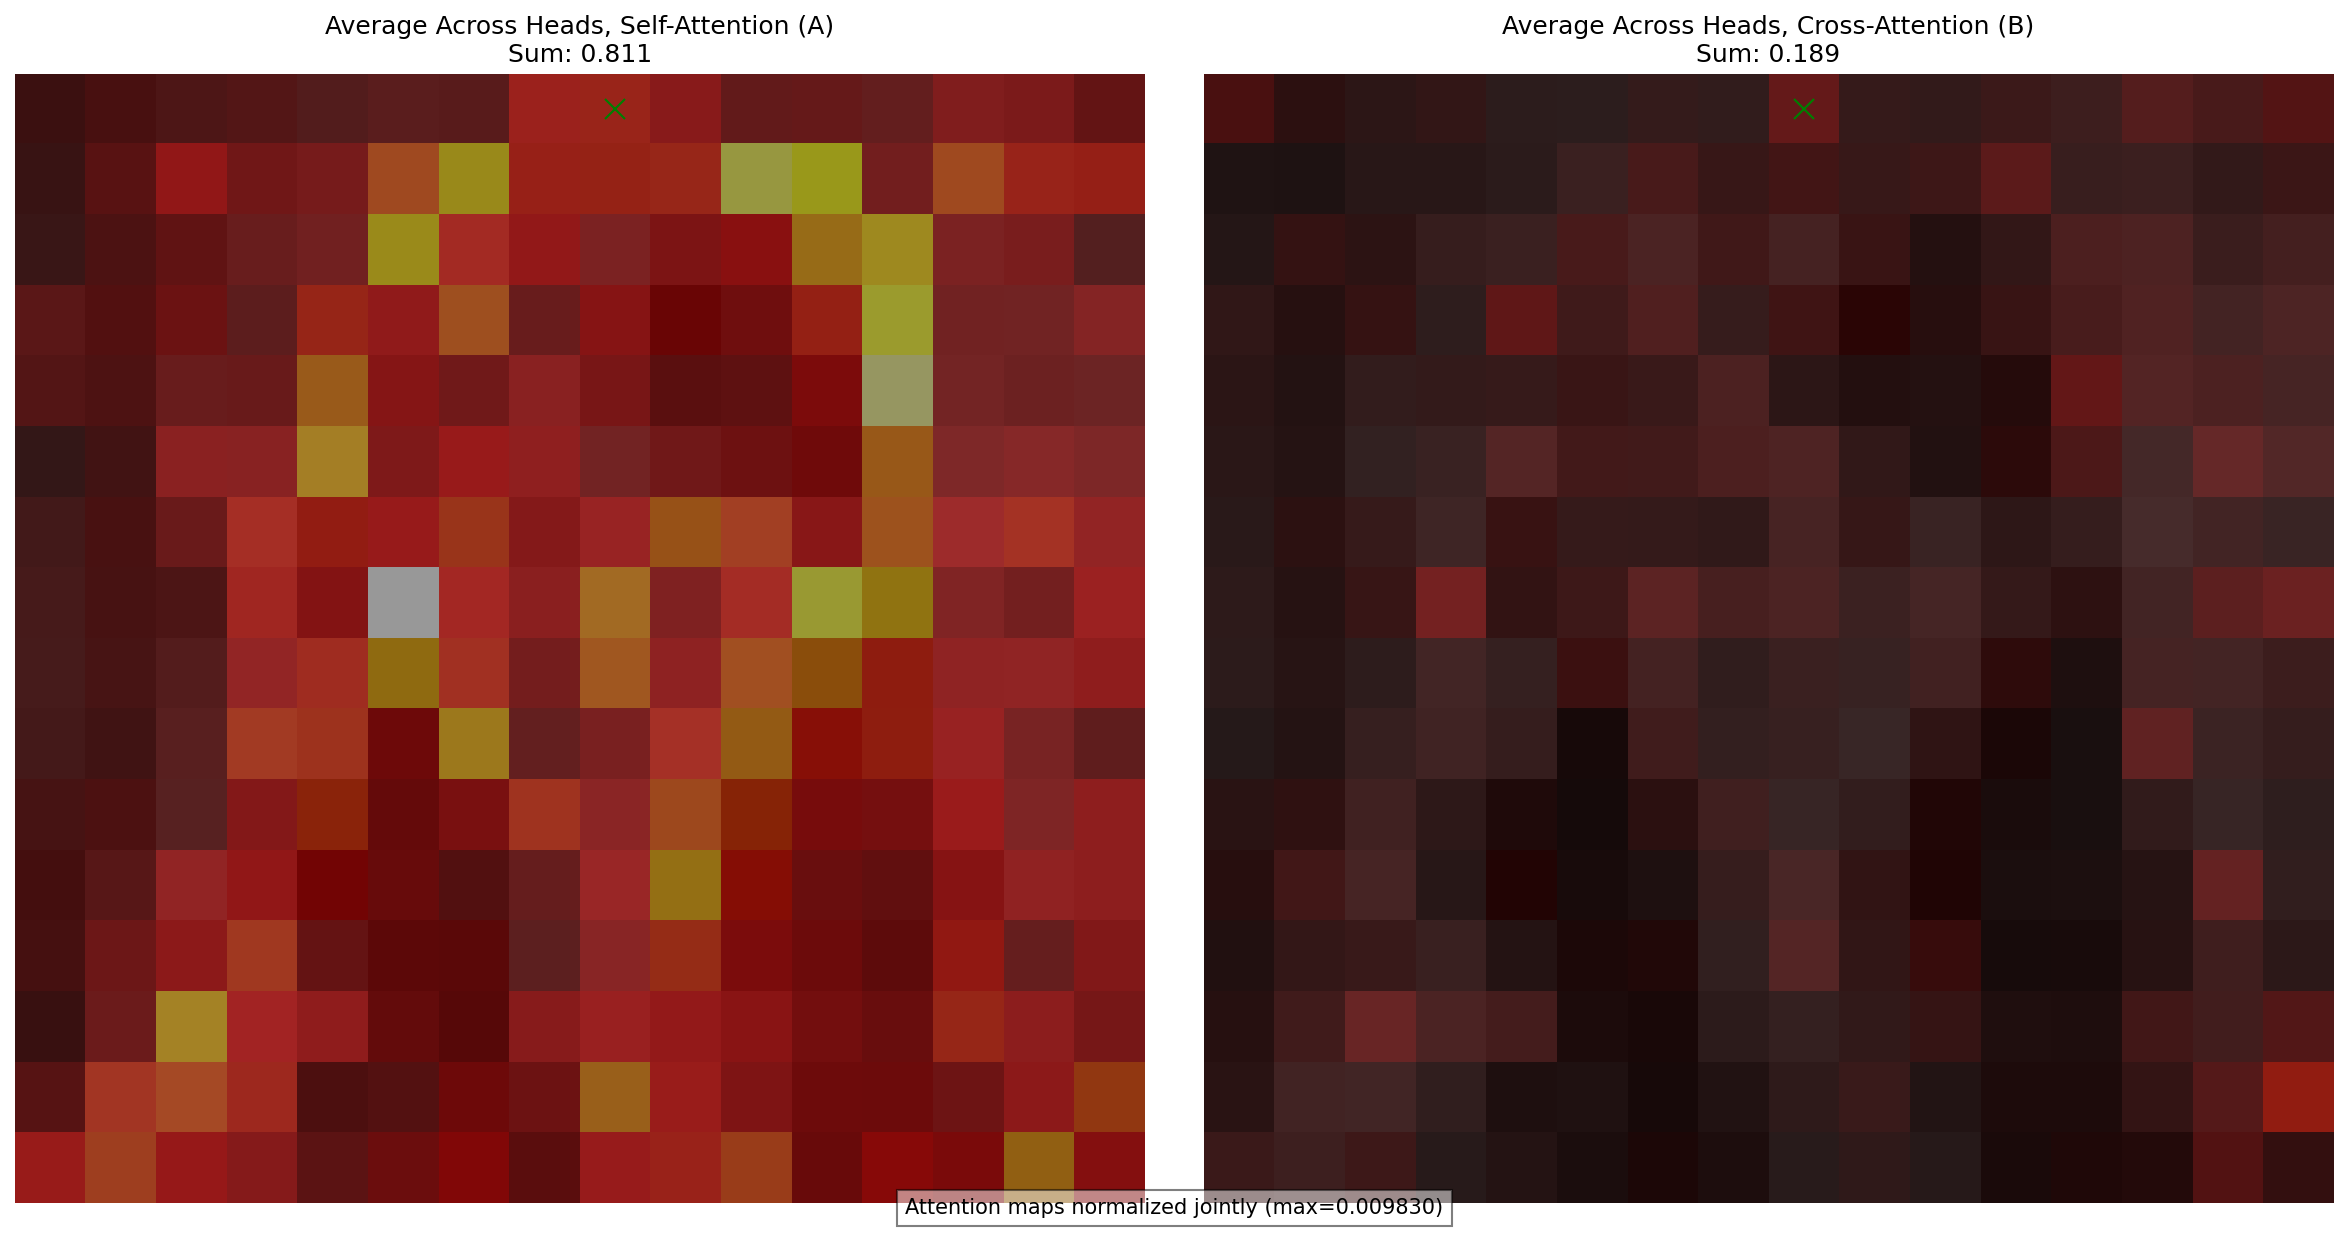 Average Across Heads, Self-Attention (A)
Sum: 0.811
Average Across Heads, Cross-Attention (B)
Sum: 0.189
Attention maps normalized jointly (max=0.009830)